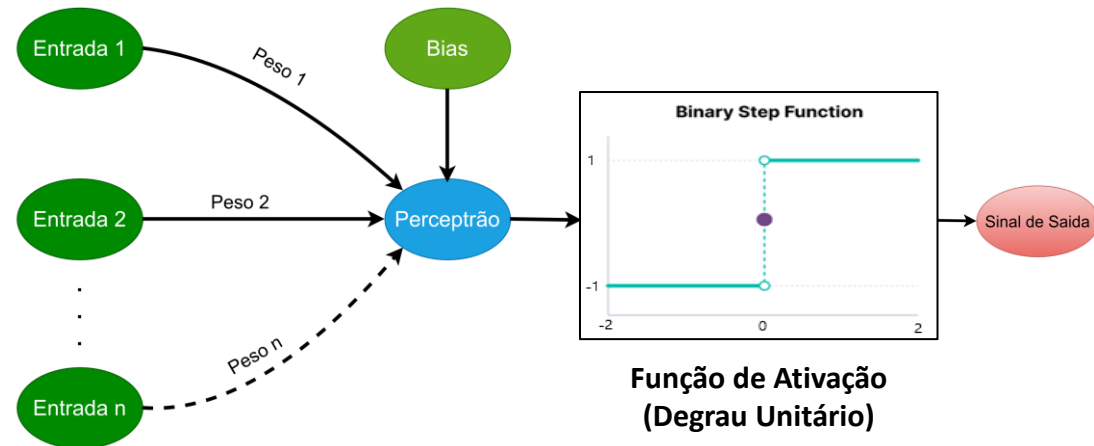 Entrada 1
Peso 1
Bias
Entrada 2
Peso 2
Perceptrão
.
.
.
Entrada n
Peso n
Binary Step Function
1
-1
-2
0
2
Função de Ativação
(Degrau Unitário)
Sinal de Saida